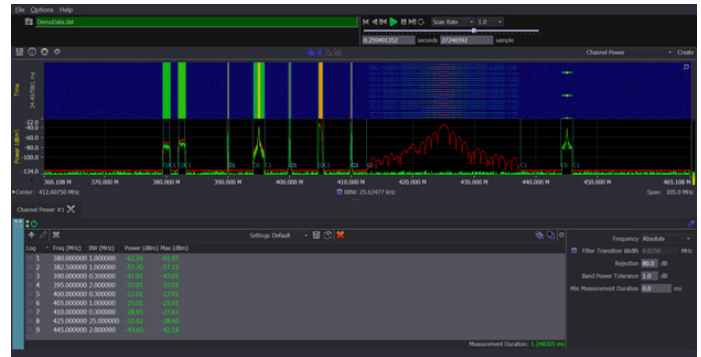 File Options Help
DemoData.dat
Scan Rate 1.0
0.259491352 seconds 27246592 sample
Channel Power Create
Time
24.497901 ms
Power (dBm)
-22.0
-40.0
-60.0
-80.0
-100.0
-134.0
360.108 M 370.000 M 380.000 M 390.000 M 400.000 M 410.000 M 420.000 M 430.000 M 440.000 M 450.000 M 465.108 M
Center: 412.60750 MHz RBW: 25.63477 kHz Span: 105.0 MHz
Channel Power #1
Settings Default
Log Freq (MHz) BW (MHz) Power (dBm) Max (dBm)
1 380.000000 1.000000 -62.16 -61.97
2 382.500000 1.000000 -57.20 -57.15
3 390.000000 0.300000 -47.01 -47.01
4 395.000000 2.000000 -37.01 -37.01
5 400.000000 0.300000 -22.01 -22.01
6 405.000000 1.000000 -25.01 -25.01
7 410.000000 0.300000 -28.05 -27.63
8 425.000000 25.000000 -28.60
9 445.000000 2.000000 -42.18
Frequency Absolute
Filter Transition Width 0.0150 MHz
Rejection 80.0 dB
Band Power Tolerance 1.0 dB
Min Measurement Duration 0.0 ms
Measurement Duration: 1.248305 ms